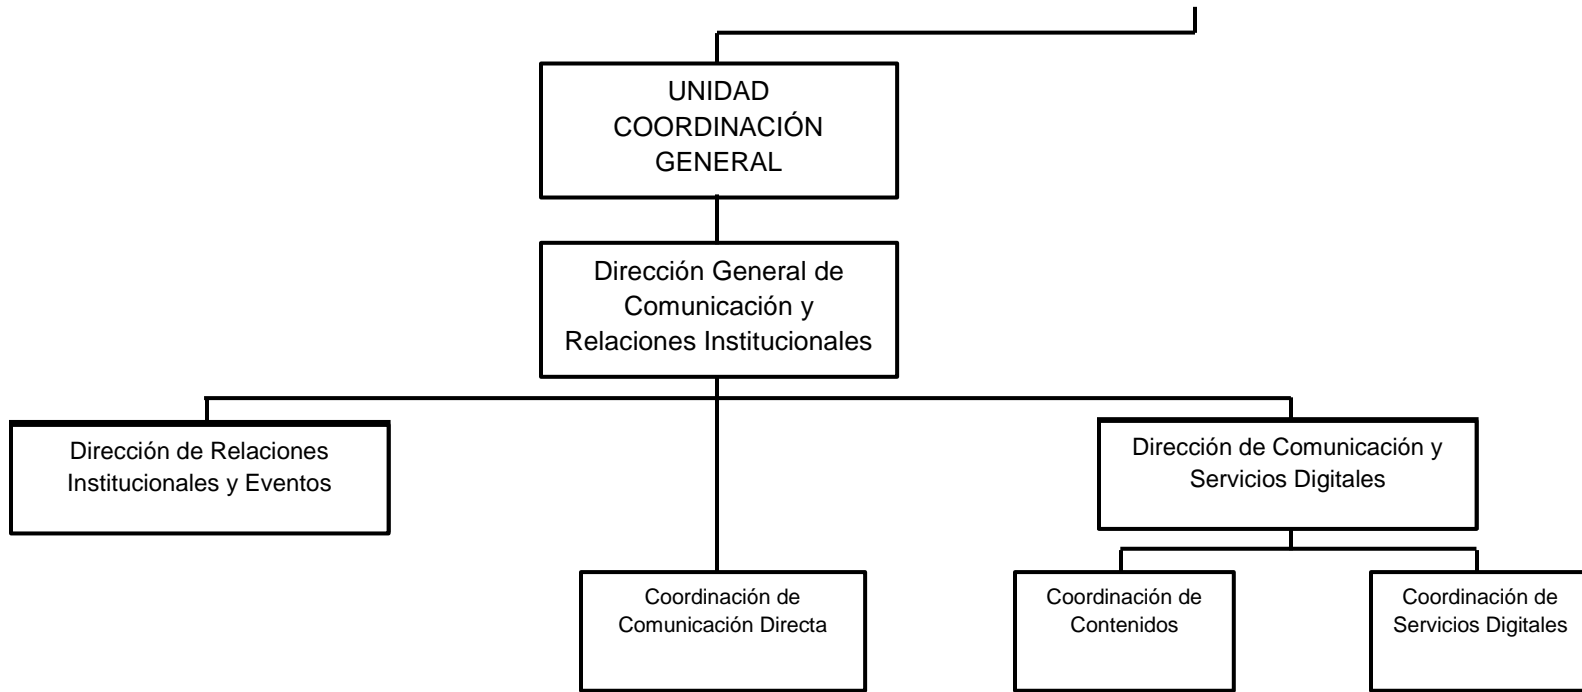 UNIDAD
COORDINACIÓN
GENERAL
Dirección General de
Comunicación y
Relaciones Institucionales
Dirección de Relaciones
Institucionales y Eventos
Dirección de Comunicación y
Servicios Digitales
Coordinación de
Comunicación Directa
Coordinación de
Contenidos
Coordinación de
Servicios Digitales